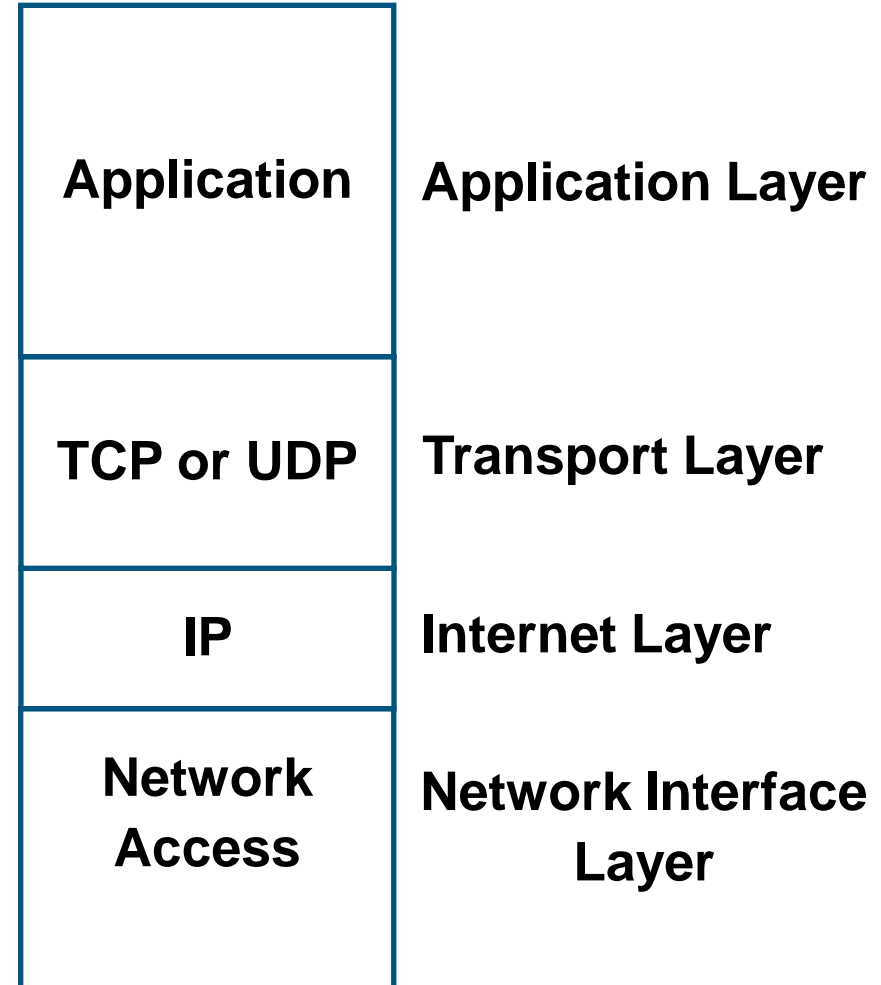 Application
Application Layer
TCP or UDP
Transport Layer
IP
Internet Layer
Network
Access
Network Interface
Layer